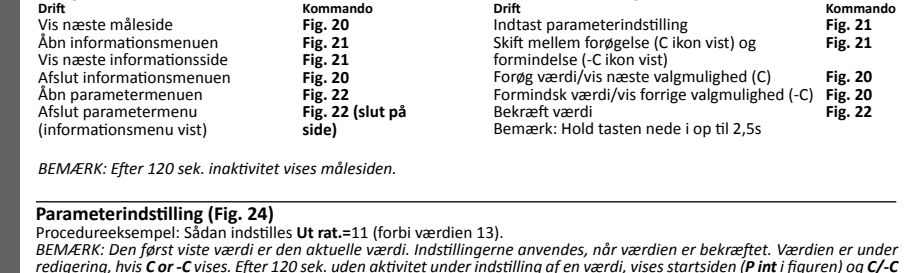 Drift Kommando
Vis næste måleside Fig. 20
Åbn informationsmenuen Fig. 21
Vis næste informationsside Fig. 21
Afslut informationsmenuen Fig. 20
Åbn parametermenuen Fig. 22
Afslut parametermenu Fig. 22 (slut på
(informationsmenu vist) side)
Drift Kommando
Indtast parameterindstilling Fig. 21
Skift mellem forøgelse (C ikon vist) og Fig. 21
formindelse (-C ikon vist)
Forøg værdi/vis næste valgmulighed (C) Fig. 20
Formindsk værdi/vis forrige valgmulighed (-C) Fig. 20
Bekræft værdi Fig. 22
Bemærk: Hold tasten nede i op til 2,5s
BEMÆRK: Efter 120 sek. inaktivitet vises målesiden.
Parameterindstilling (Fig. 24)
Procedureeksempel: Sådan indstilles Ut rat.=11 (forbi værdien 13).
BEMÆRK: Den først viste værdi er den aktuelle værdi. Indstillingerne anvendes, når værdien er bekræftet. Værdien er under
redigering, hvis C or -C vises. Efter 120 sek. uden aktivitet under indstilling af en værdi, vises startsiden (P int i figuren) og C/-C